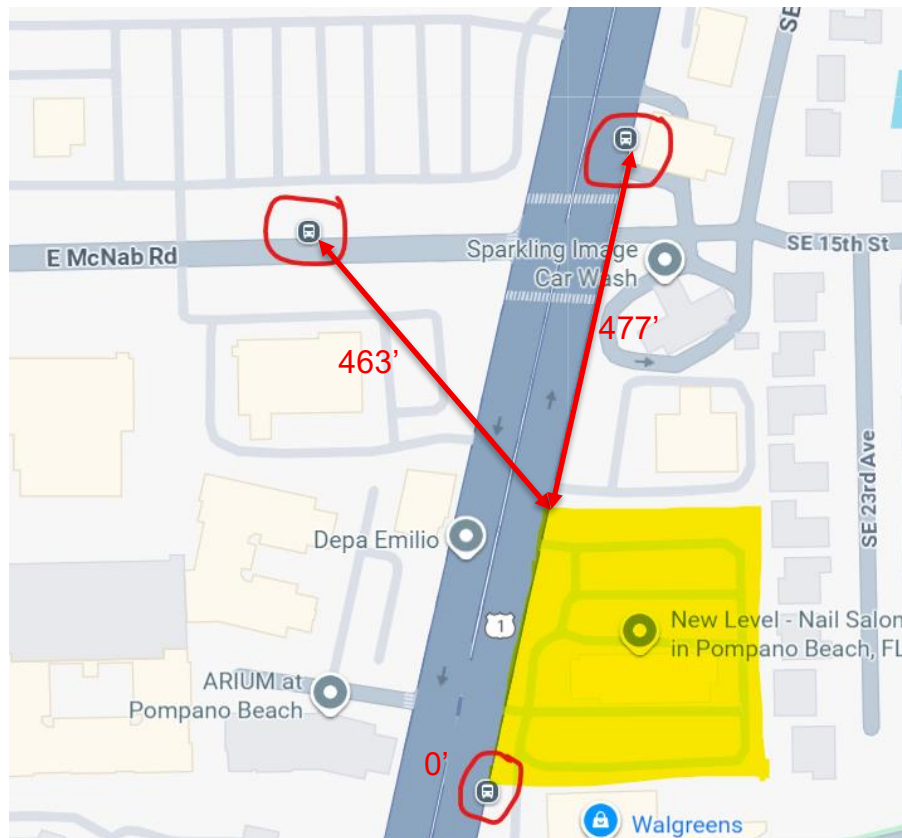 SE
E McNab Rd
Sparkling Image
Car Wash
SE 15th St
463’
477’
SE 23rd Ave
Depa Emilio
1
New Level - Nail Salon
in Pompano Beach, FL
ARIUM at
Pompano Beach
0’
Walgreens